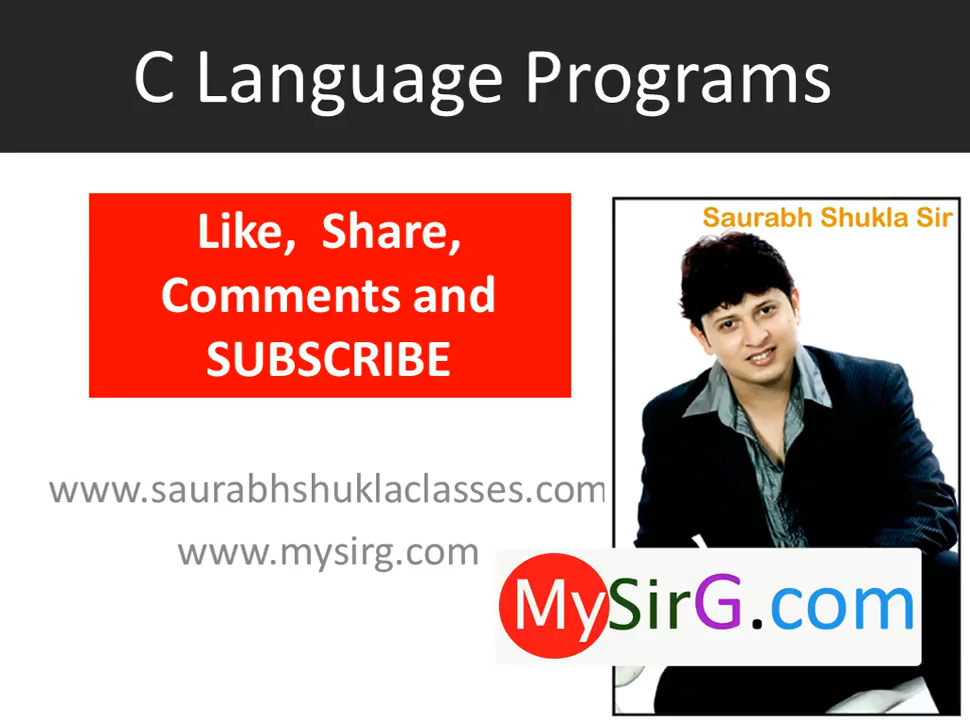 C Language Programs
Like, Share,
Comments and
SUBSCRIBE
Saurabh Shukla Sir
www.saurabhshuklaclasses.com
www.mysirg.com
MySirG.com